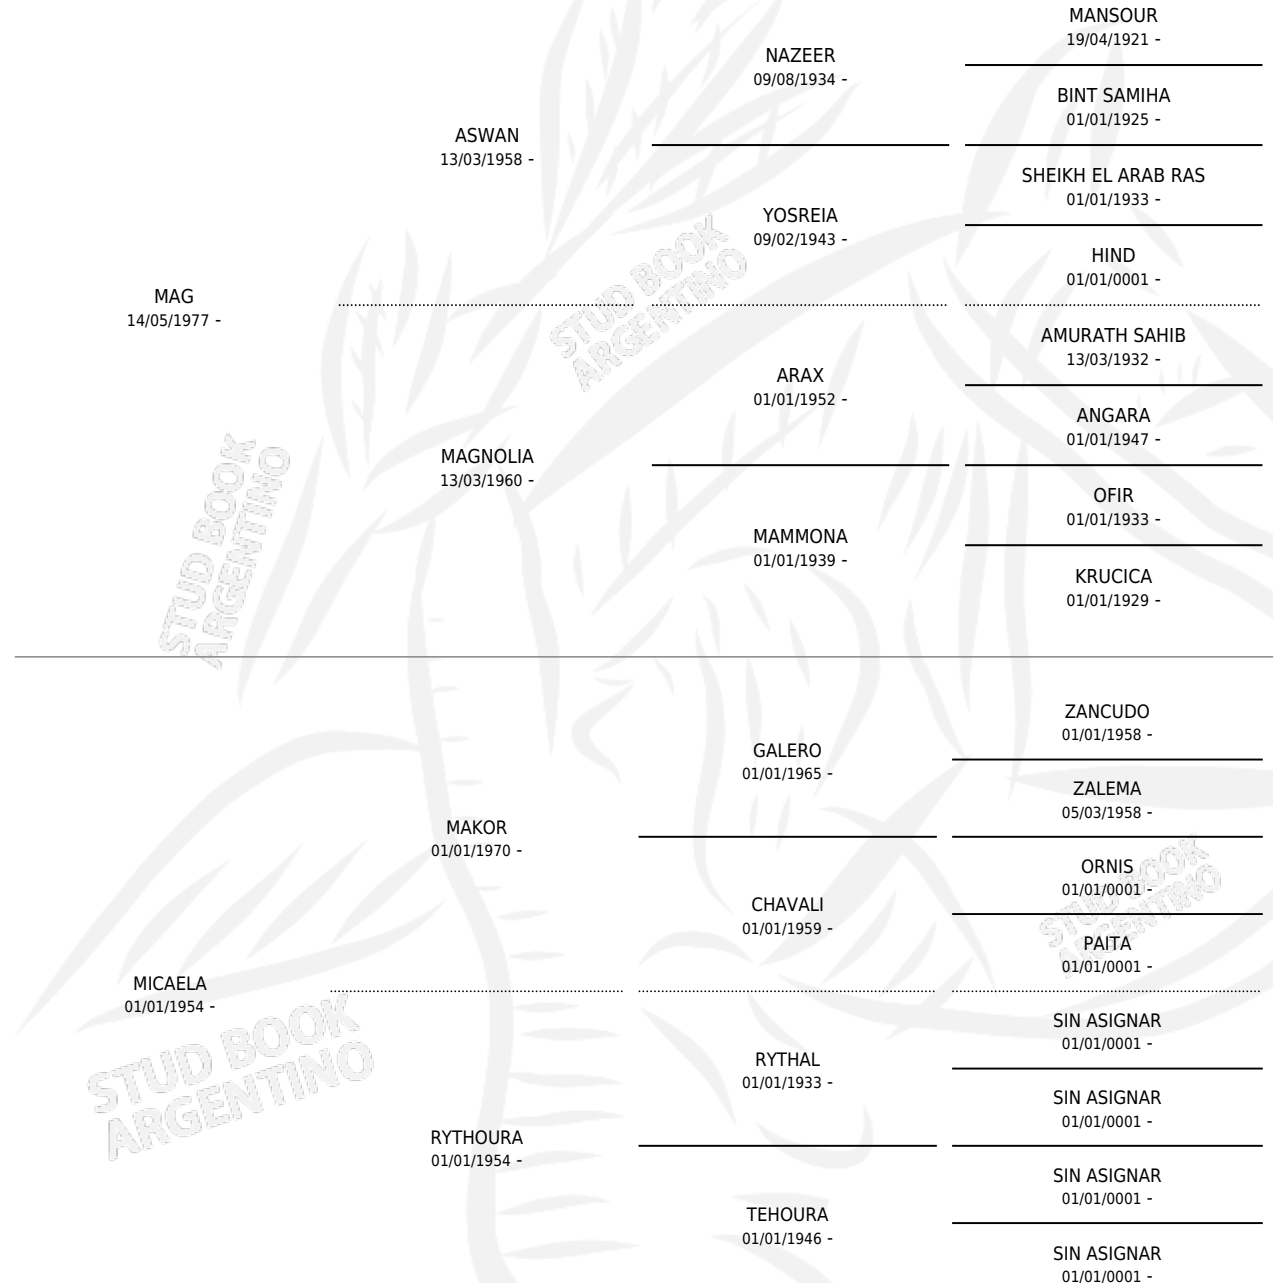 MANSOUR
19/04/1921 -
NAZEER
09/08/1934 -
BINT SAMIHA
01/01/1925 -
ASWAN
13/03/1958 -
SHEIKH EL ARAB RAS
01/01/1933 -
YOSREIA
09/02/1943 -
HIND
01/01/0001 -
MAG
14/05/1977 -
AMURATH SAHIB
13/03/1932 -
ARAX
01/01/1952 -
ANGARA
01/01/1947 -
MAGNOLIA
13/03/1960 -
OFIR
01/01/1933 -
MAMMONA
01/01/1939 -
KRUCICA
01/01/1929 -
ZANCUDO
01/01/1958 -
GALERO
01/01/1965 -
ZALEMA
05/03/1958 -
MAKOR
01/01/1970 -
ORNIS
01/01/0001 -
CHAVALI
01/01/1959 -
PAITA
01/01/0001 -
MICAELA
01/01/1954 -
SIN ASIGNAR
01/01/0001 -
RYTHAL
01/01/1933 -
SIN ASIGNAR
01/01/0001 -
RYTHOURA
01/01/1954 -
SIN ASIGNAR
01/01/0001 -
TEHOURA
01/01/1946 -
SIN ASIGNAR
01/01/0001 -
STUD BOOK
ARGENTINO
STUD BOOK
ARGENTINO
STUD BOOK
ARGENTINO
STUD BOOK
ARGENTINO